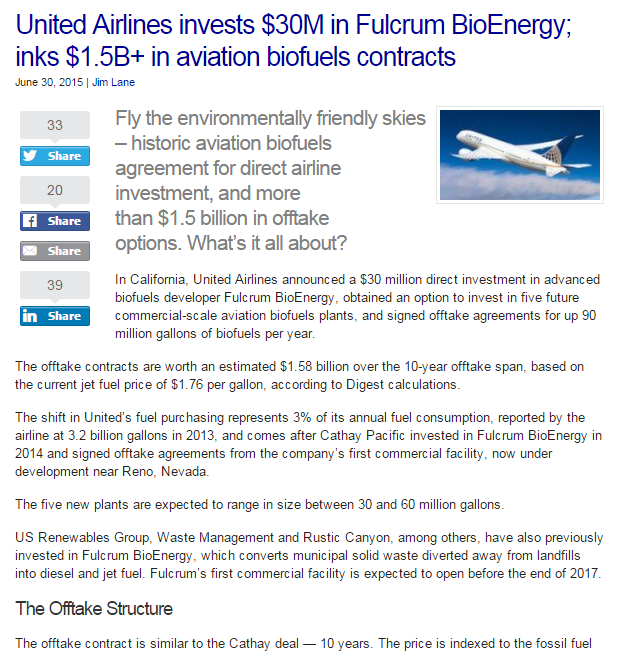 United Airlines invests $30M in Fulcrum BioEnergy;
inks $1.5B+ in aviation biofuels contracts
June 30, 2015 | Jim Lane
33
Share
20
Share
Share
39
Share
Fly the environmentally friendly skies
– historic aviation biofuels
agreement for direct airline
investment, and more
than $1.5 billion in offtake
options. What's it all about?
In California, United Airlines announced a $30 million direct investment in advanced
biofuels developer Fulcrum BioEnergy, obtained an option to invest in five future
commercial-scale aviation biofuels plants, and signed offtake agreements for up 90
million gallons of biofuels per year.
The offtake contracts are worth an estimated $1.58 billion over the 10-year offtake span, based on
the current jet fuel price of $1.76 per gallon, according to Digest calculations.
The shift in United's fuel purchasing represents 3% of its annual fuel consumption, reported by the
airline at 3.2 billion gallons in 2013, and comes after Cathay Pacific invested in Fulcrum BioEnergy in
2014 and signed offtake agreements from the company's first commercial facility, now under
development near Reno, Nevada.
The five new plants are expected to range in size between 30 and 60 million gallons.
US Renewables Group, Waste Management and Rustic Canyon, among others, have also previously
invested in Fulcrum BioEnergy, which converts municipal solid waste diverted away from landfills
into diesel and jet fuel. Fulcrum's first commercial facility is expected to open before the end of 2017.
The Offtake Structure
The offtake contract is similar to the Cathay deal — 10 years. The price is indexed to the fossil fuel